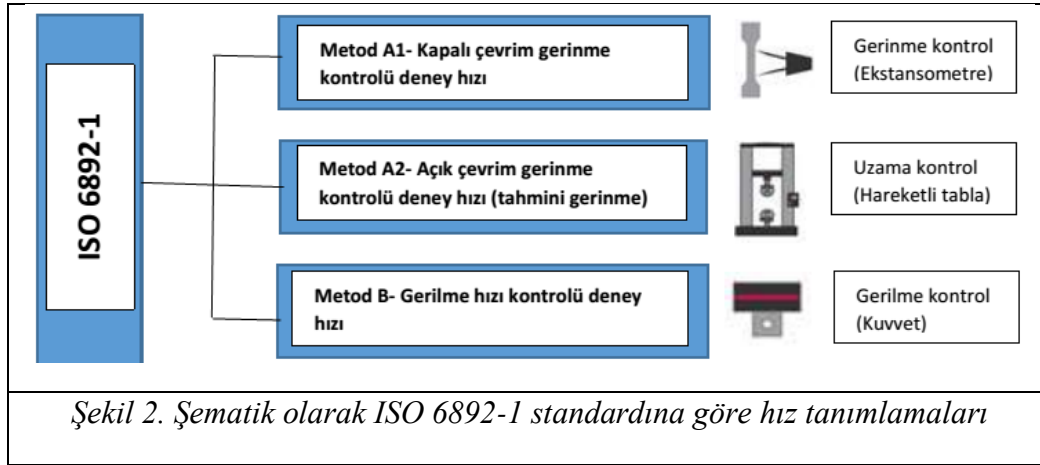 ISO 6892-1
Metod A1- Kapalı çevrim gerinme
kontrolü deney hızı
Gerinme kontrol
(Ekstansometre)
Metod A2- Açık çevrim gerinme
kontrolü deney hızı (tahmini gerinme)
Uzama kontrol
(Hareketli tabla)
Metod B- Gerilme hızı kontrolü deney
hızı
Gerilme kontrol
(Kuvvet)
Şekil 2. Şematik olarak ISO 6892-1 standardına göre hız tanımlamaları